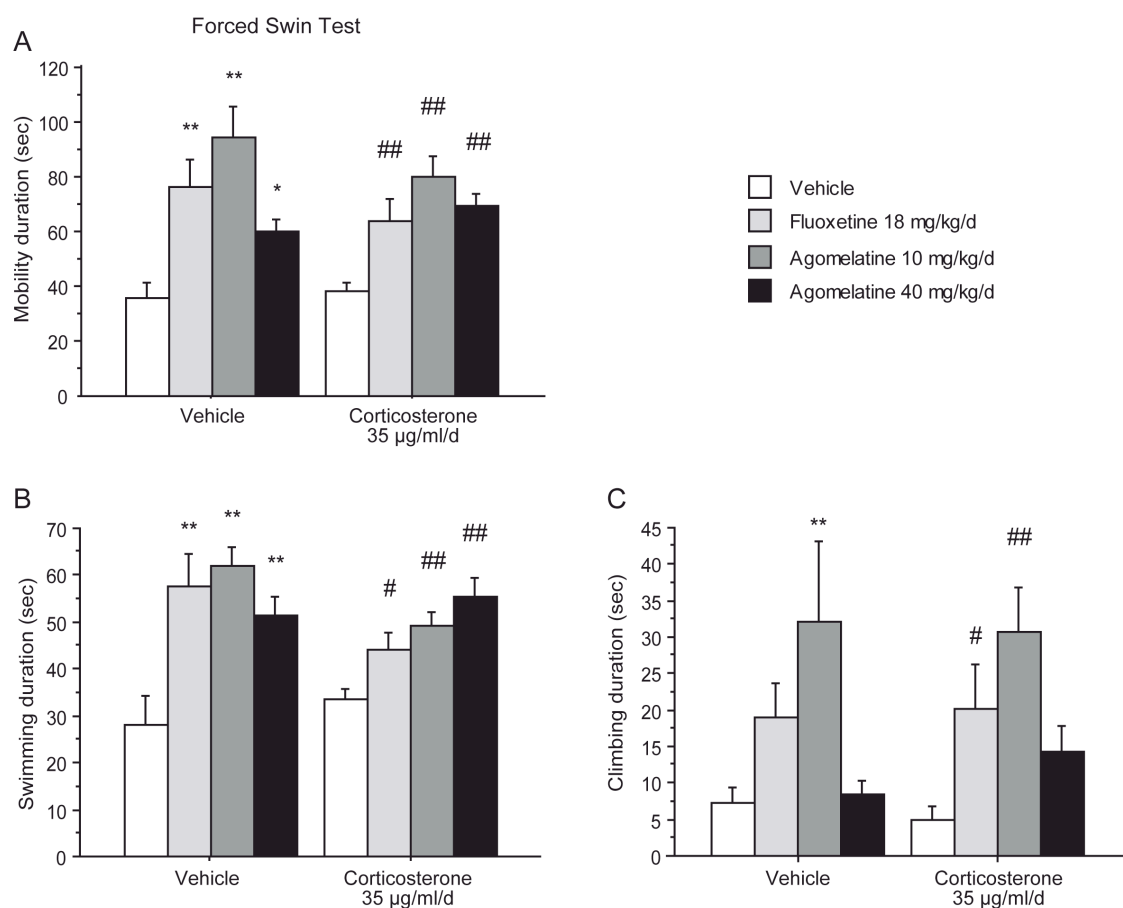 Forced Swin Test
A
Mobility duration (sec)
120
100
80
60
40
20
0
**
**
*
##
##
##
Vehicle
Corticosterone
35 µg/ml/d
Vehicle
Fluoxetine 18 mg/kg/d
Agomelatine 10 mg/kg/d
Agomelatine 40 mg/kg/d
B
Swimming duration (sec)
70
60
50
40
30
20
10
0
**
**
**
#
##
##
Vehicle
Corticosterone
35 µg/ml/d
C
Climbing duration (sec)
45
40
35
30
25
20
15
10
5
0
**
#
##
Vehicle
Corticosterone
35 µg/ml/d